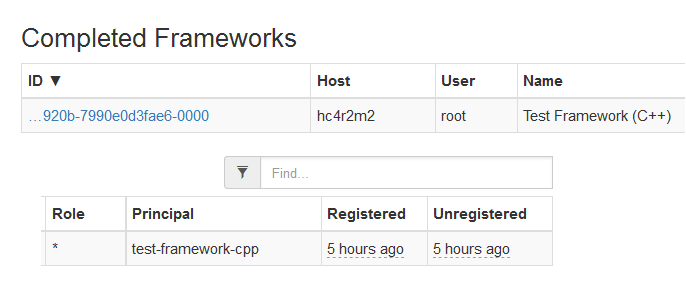 Completed Frameworks
ID ▼ Host User Name
…920b-7990e0d3fae6-0000 hc4r2m2 root Test Framework (C++)
Find...
Role Principal Registered Unregistered
* test-framework-cpp 5 hours ago 5 hours ago